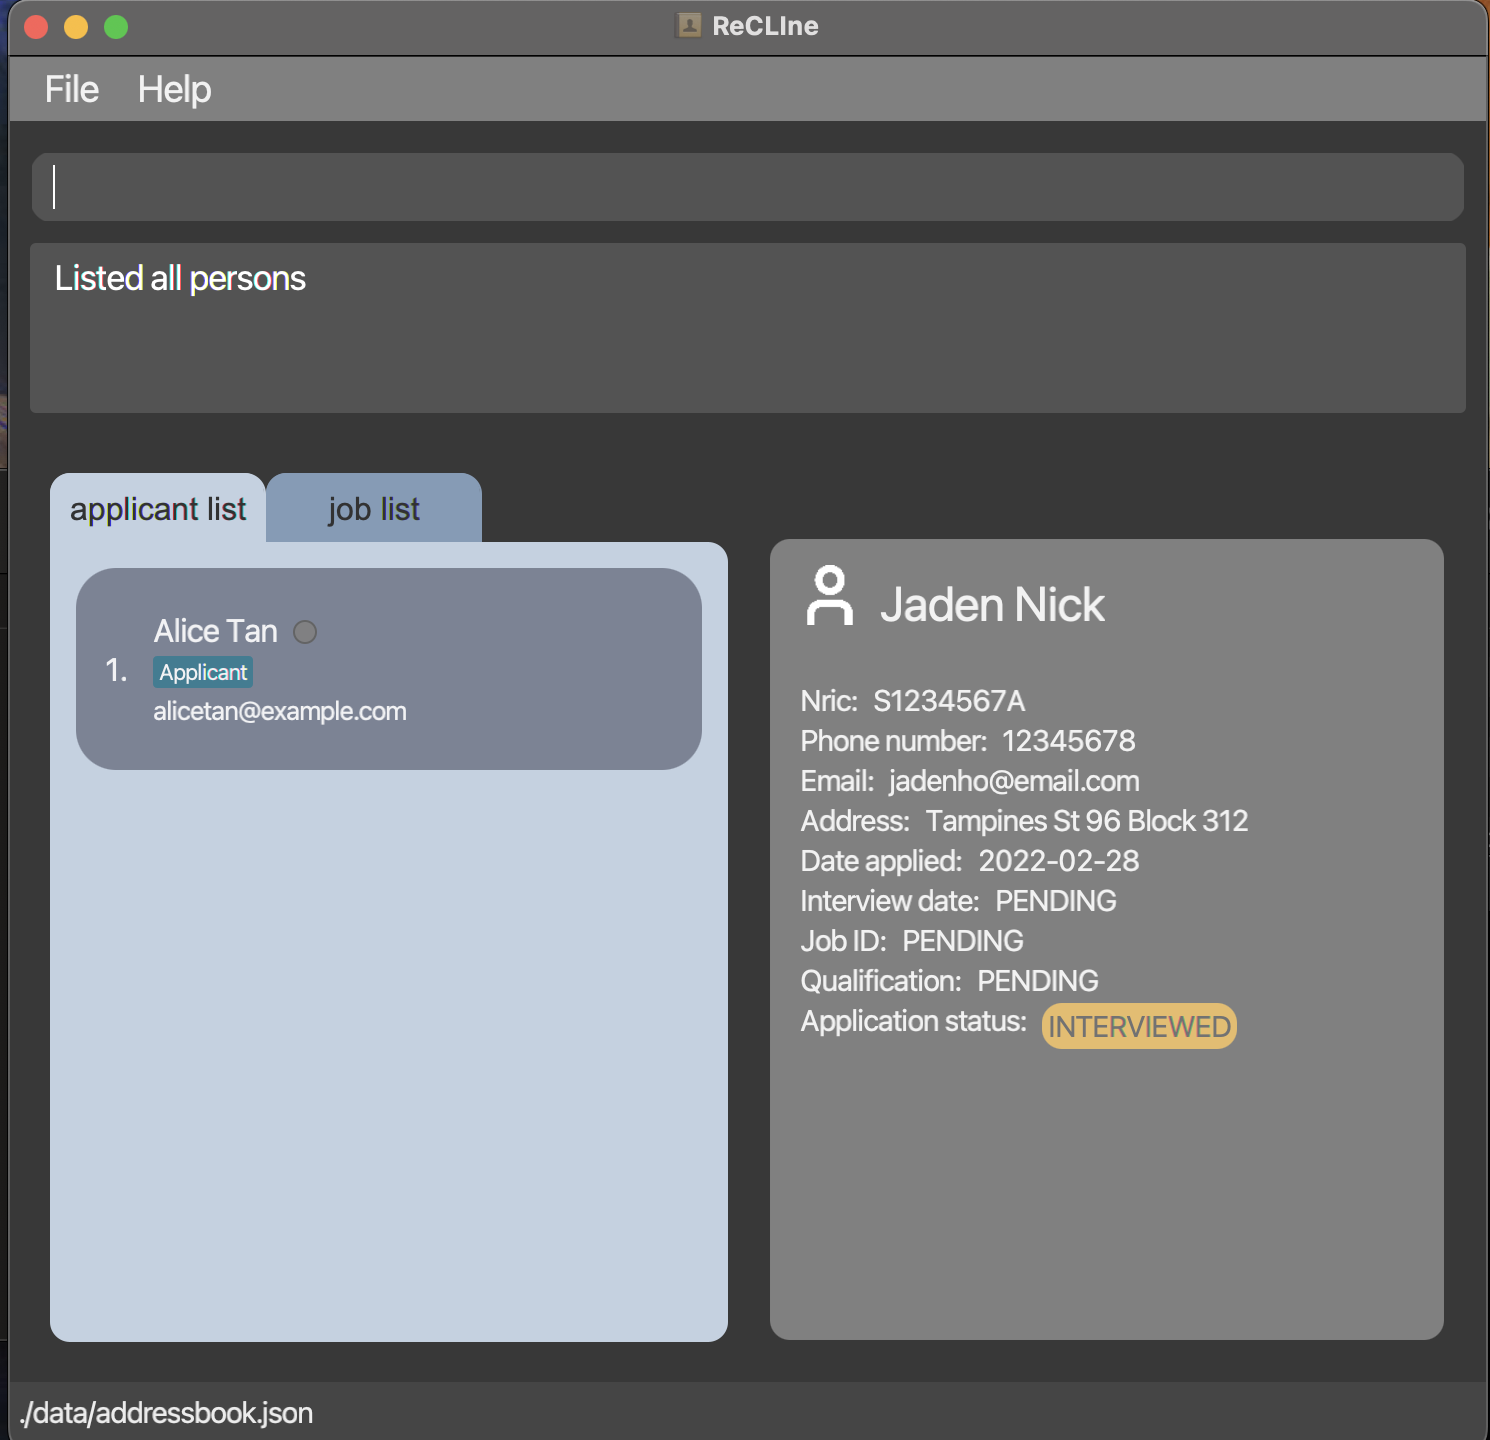 ReCLIne
File Help
Listed all persons
applicant list job list
1.
Alice Tan
Applicant
alicetan@example.com
Jaden Nick
Nric: S1234567A
Phone number: 12345678
Email: jadenho@email.com
Address: Tampines St 96 Block 312
Date applied: 2022-02-28
Interview date: PENDING
Job ID: PENDING
Qualification: PENDING
Application status: INTERVIEWED
./data/addressbook.json